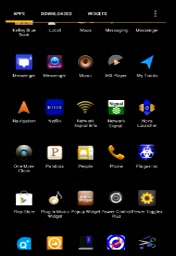 APPS DOWNLOADS WIDGETS
Kelley Blue
Book
Local
Maps
Messaging
Messenger
Messenger
Messenger
Music
MX Player
My Tracks
Navigation
Netflix
Network
Signal Info
Network
Signal
Nova
Launcher
OneMore
Clock
Pandora
People
Phone
Plague Inc.
Play Store
Plug in Music
Widget
Popup Widget
Power Control
Plus
Power Toggles